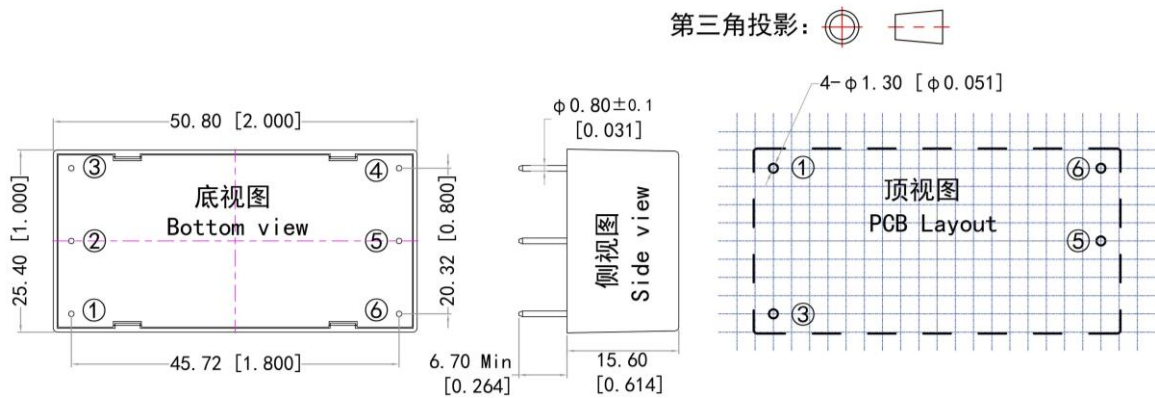 第三角投影:
4-φ1.30 [φ0.051]
50.80 [2.000]
φ0.80±0.1
[0.031]
③
④
①
⑥
底视图
Bottom view
顶视图
PCB Layout
25.40 [1.000]
20.32 [0.800]
侧视图
Side view
②
⑤
⑤
①
⑥
③
45.72 [1.800]
6.70 Min
[0.264]
15.60
[0.614]